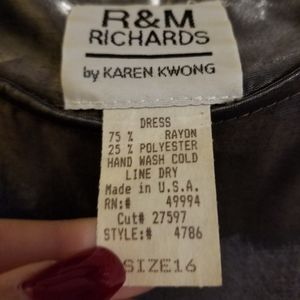 R&M
RICHARDS
by KAREN KWONG
DRESS
75 % RAYON
25 % POLYESTER
HAND WASH COLD
LINE DRY
Made in U.S.A.
RN:# 49994
Cut# 27597
STYLE:# 4786
SIZE16